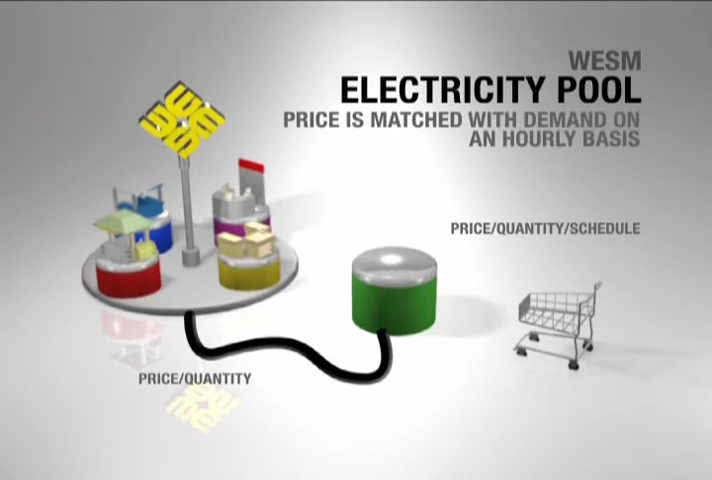 WESM
ELECTRICITY POOL
PRICE IS MATCHED WITH DEMAND ON
AN HOURLY BASIS
PRICE/QUANTITY/SCHEDULE
PRICE/QUANTITY